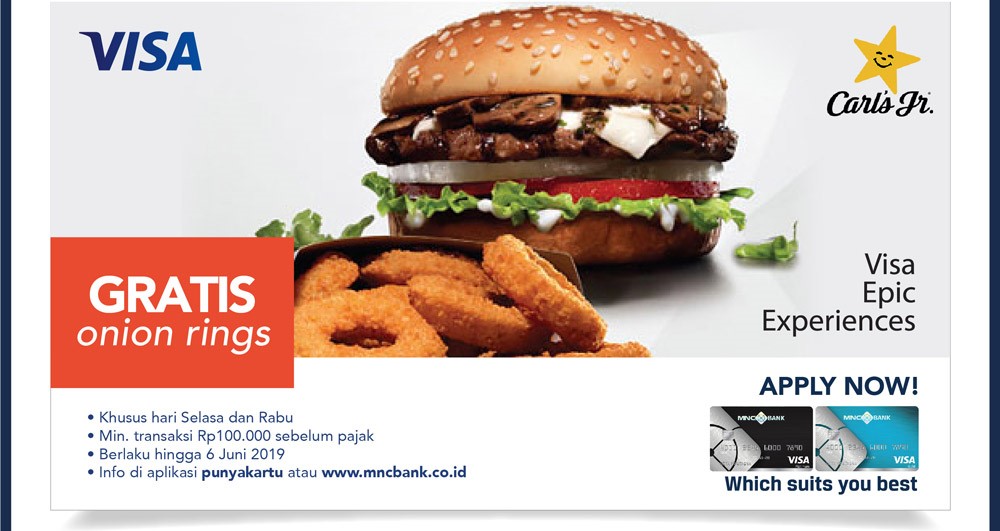 VISA
Carl's Jr.
GRATIS
onion rings
Visa
Epic
Experiences
• Khusus hari Selasa dan Rabu
• Min. transaksi Rp100.000 sebelum pajak
• Berlaku hingga 6 Juni 2019
• Info di aplikasi punyakartu atau www.mncbank.co.id
APPLY NOW!
MNC BANK
VISA
MNC BANK
VISA
Which suits you best